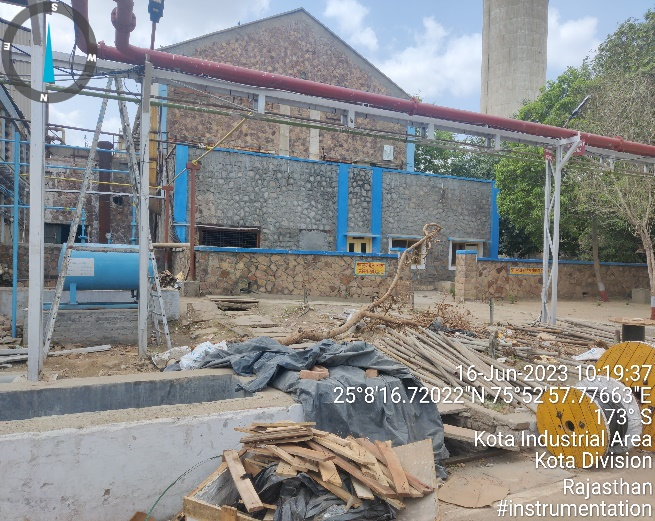 S
E
W
N
16-Jun-2023 10:19:37
25°8'16.72022"N 75°52'57.77663"E
173° S
Kota Industrial Area
Kota Division
Rajasthan
#instrumentation